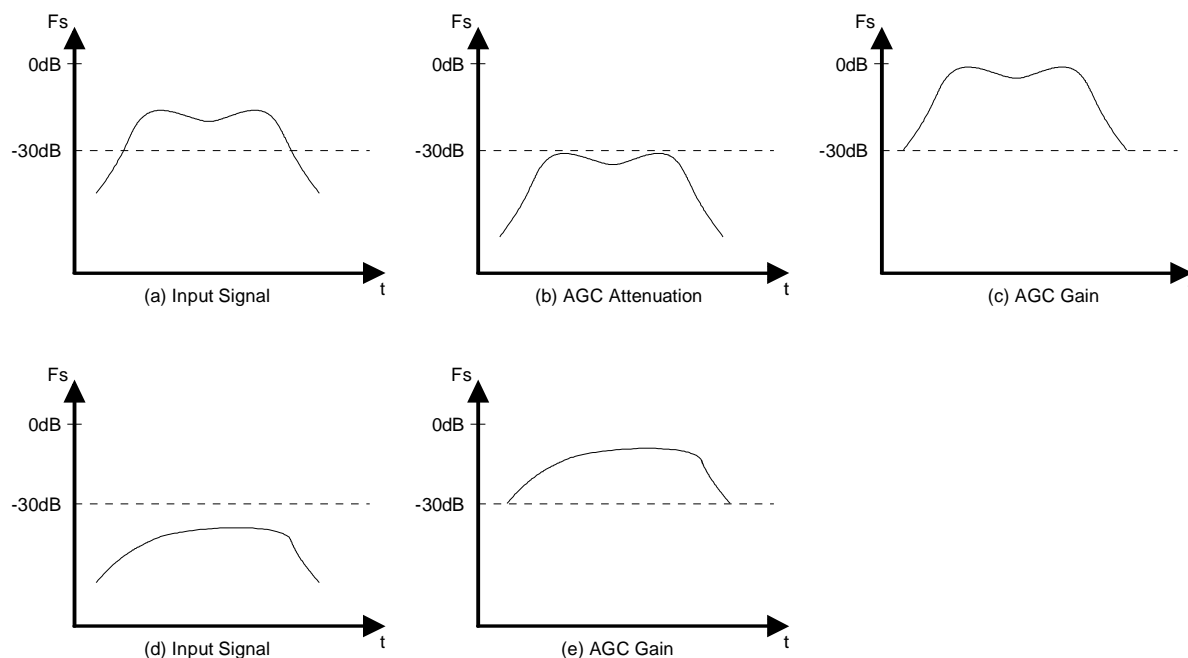 Fs
0dB
-30dB
t
(a) Input Signal
Fs
0dB
-30dB
t
(b) AGC Attenuation
Fs
0dB
-30dB
(c) AGC Gain
Fs
0dB
-30dB
t
(d) Input Signal
Fs
0dB
-30dB
t
(e) AGC Gain